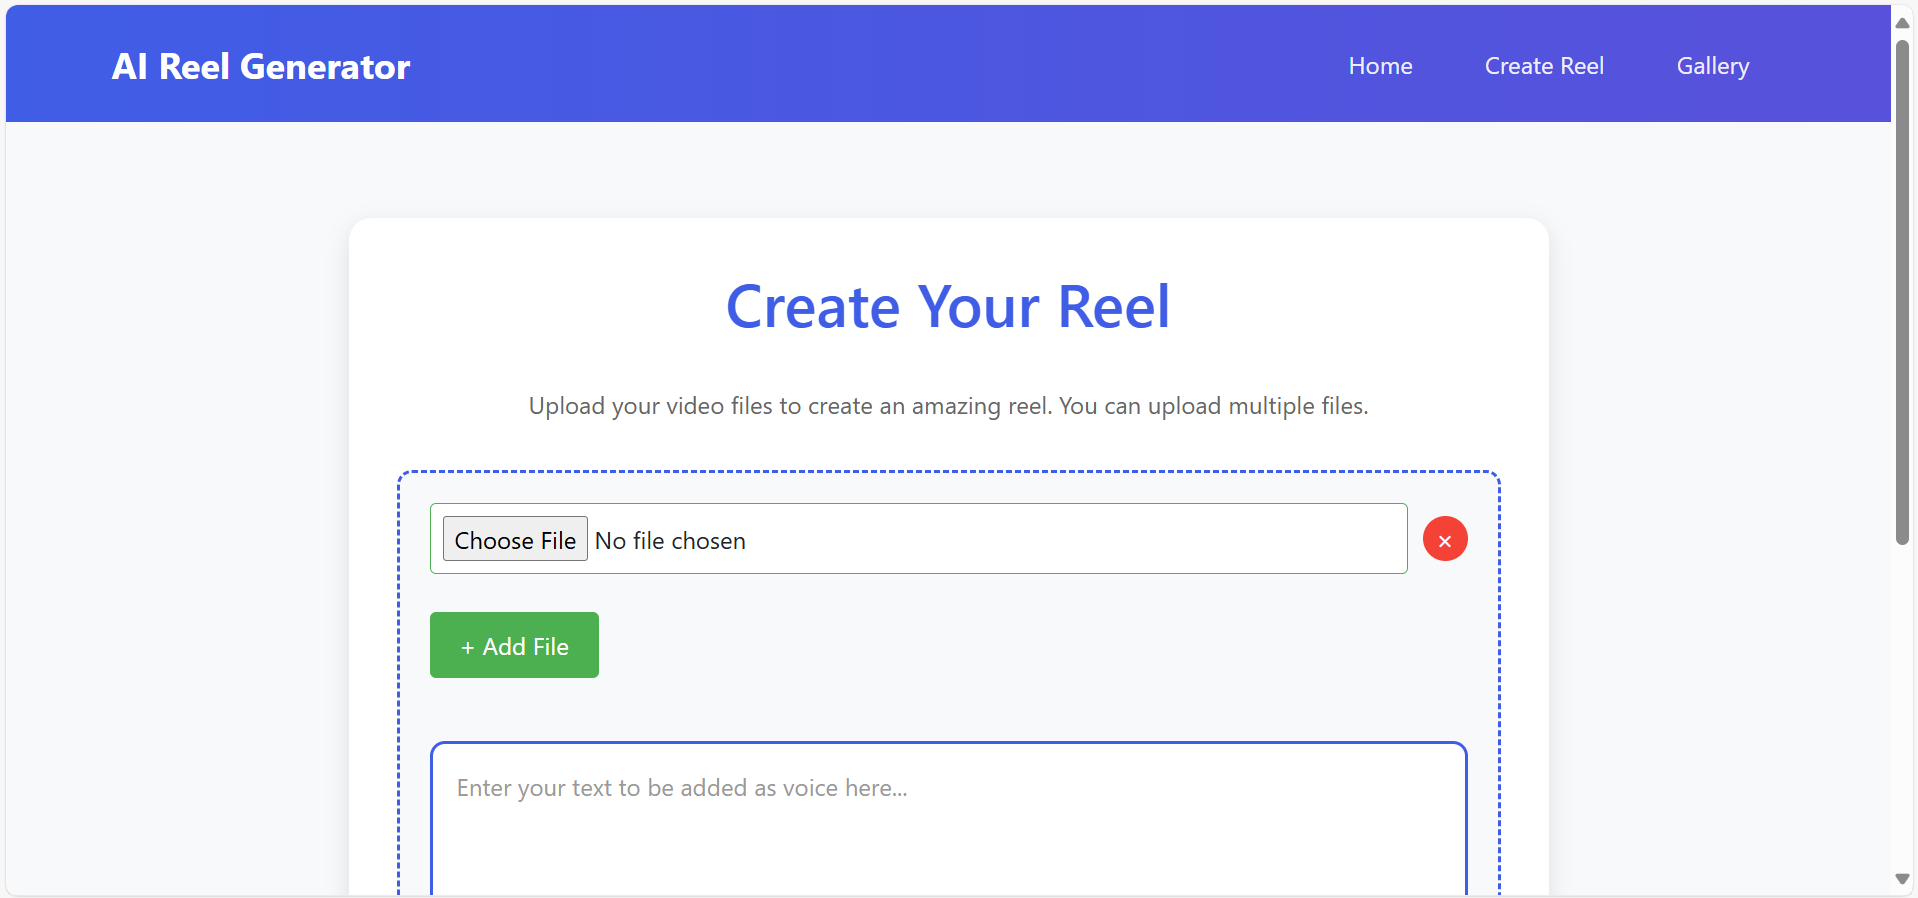 AI Reel Generator
Home
Create Reel
Gallery
Create Your Reel
Upload your video files to create an amazing reel. You can upload multiple files.
Choose File No file chosen
×
+ Add File
Enter your text to be added as voice here...